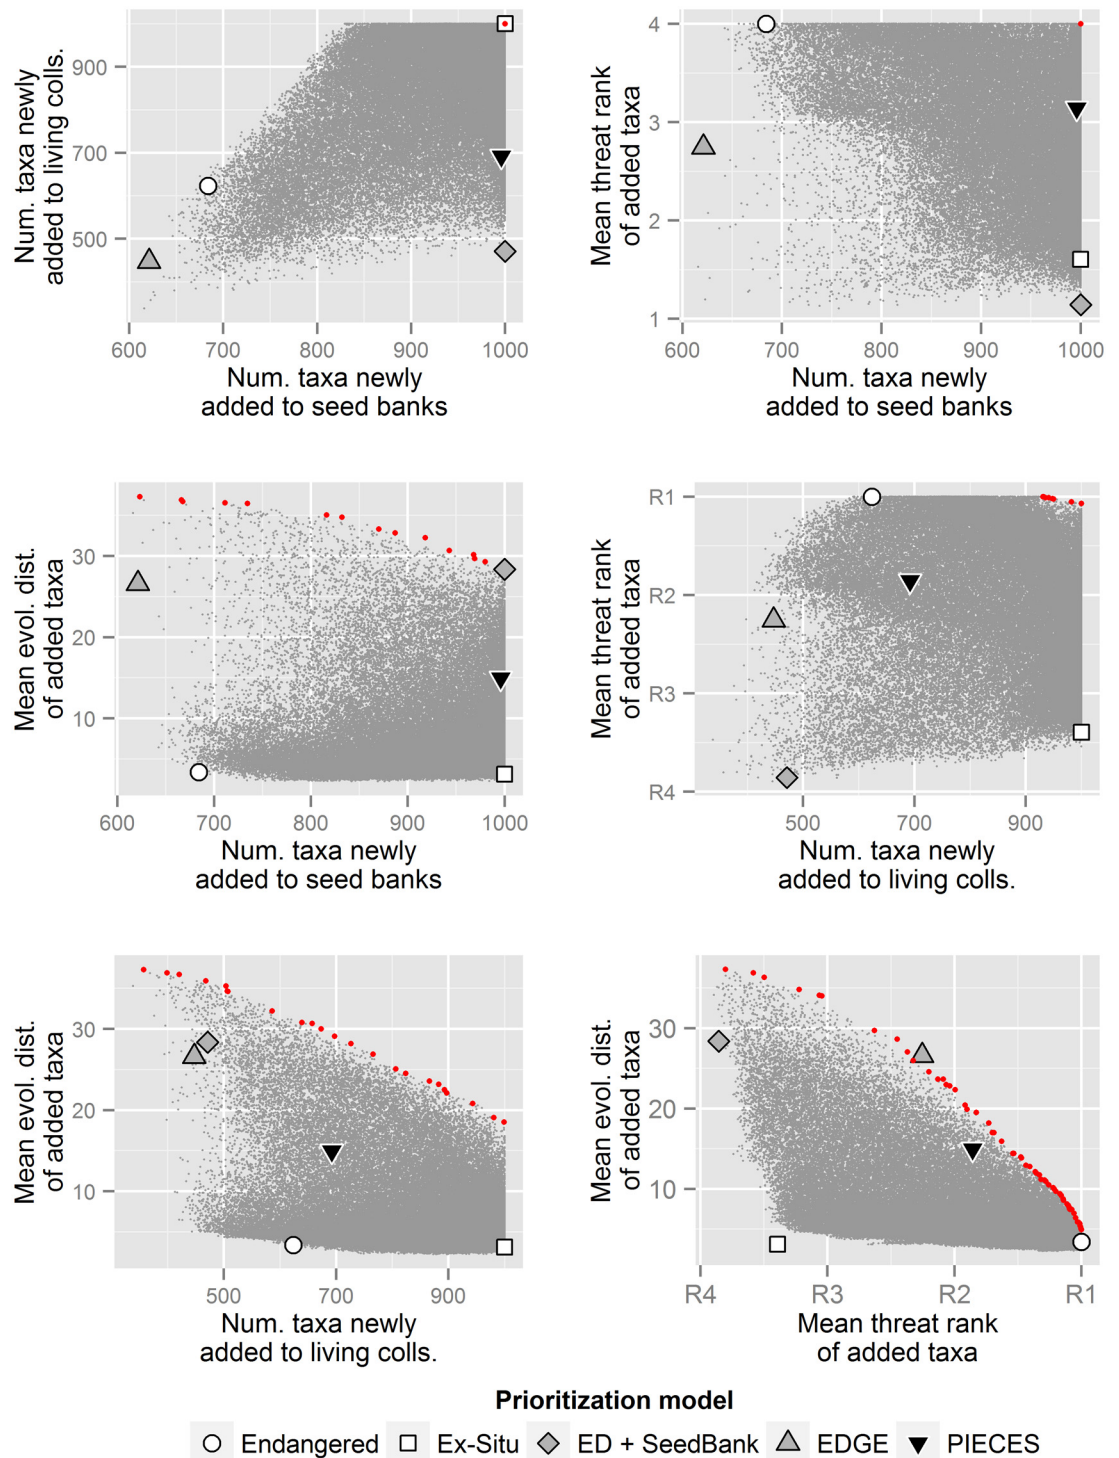 900
700
500
600
700
800
900
1000
Num. taxa newly
added to living colls.
Num. taxa newly
added to seed banks
4
3
2
1
600
700
800
900
1000
Mean threat rank
of added taxa
Num. taxa newly
added to seed banks
30
20
10
600
700
800
900
1000
Mean evol. dist.
of added taxa
Num. taxa newly
added to seed banks
R1
R2
R3
R4
500
700
900
Mean threat rank
of added taxa
Num. taxa newly
added to living colls.
30
20
10
500
700
900
Mean evol. dist.
of added taxa
Num. taxa newly
added to living colls.
30
20
10
R4
R3
R2
R1
Mean evol. dist.
of added taxa
Mean threat rank
of added taxa
Prioritization model
Endangered
Ex-Situ
ED + SeedBank
EDGE
PIECES